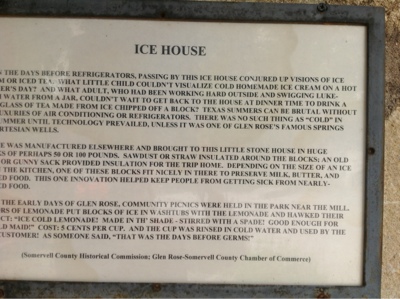 ICE HOUSE
THE DAYS BEFORE REFRIGERATORS, PASSING BY THIS ICE HOUSE CONJURED UP VISIONS OF ICE
OR ICED TEA. WHAT LITTLE CHILD COULDN'T VISUALIZE COLD HOMEMADE ICE CREAM ON A HOT
ER'S DAY? AND WHAT ADULT, WHO HAD BEEN WORKING HARD OUTSIDE AND SWIGGING LUKE-
WATER FROM A JAR, COULDN'T WAIT TO GET BACK TO THE HOUSE AT DINNER TIME TO DRINK A
GLASS OF TEA MADE FROM ICE CHIPPED OFF A BLOCK? TEXAS SUMMERS CAN BE BRUTAL WITHOUT
UXURIES OF AIR CONDITIONING OR REFRIGERATORS. THERE WAS NO SUCH THING AS "COLD" IN
UMMER UNTIL TECHNOLOGY PREVAILED, UNLESS IT WAS ONE OF GLEN ROSE'S FAMOUS SPRINGS
RTESIAN WELLS.
E WAS MANUFACTURED ELSEWHERE AND BROUGHT TO THIS LITTLE STONE HOUSE IN HUGE
KS OF PERHAPS 50 OR 100 POUNDS. SAWDUST OR STRAW INSULATED AROUND THE BLOCKS; AN OLD
OR GUNNY SACK PROVIDED INSULATION FOR THE TRIP HOME. DEPENDING ON THE SIZE OF AN ICE
THE KITCHEN, ONE OF THESE BLOCKS FIT NICELY IN THERE TO PRESERVE MILK, BUTTER, AND
ED FOOD. THIS ONE INNOVATION HELPED KEEP PEOPLE FROM GETTING SICK FROM NEARLY-
ED FOOD.
THE EARLY DAYS OF GLEN ROSE, COMMUNITY PICNICS WERE HELD IN THE PARK NEAR THE MILL.
ERS OF LEMONADE PUT BLOCKS OF ICE IN WASHTUBS WITH THE LEMONADE AND HAWKED THEIR
CT: "ICE COLD LEMONADE! MADE IN TH' SHADE - STIRRED WITH A SPADE! GOOD ENOUGH FOR
LD MAID!" COST: 5 CENTS PER CUP. AND THE CUP WAS RINSED IN COLD WATER AND USED BY THE
CUSTOMER! AS SOMEONE SAID, "THAT WAS THE DAYS BEFORE GERMS!"
(Somervell County Historical Commission; Glen Rose-Somervell County Chamber of Commerce)